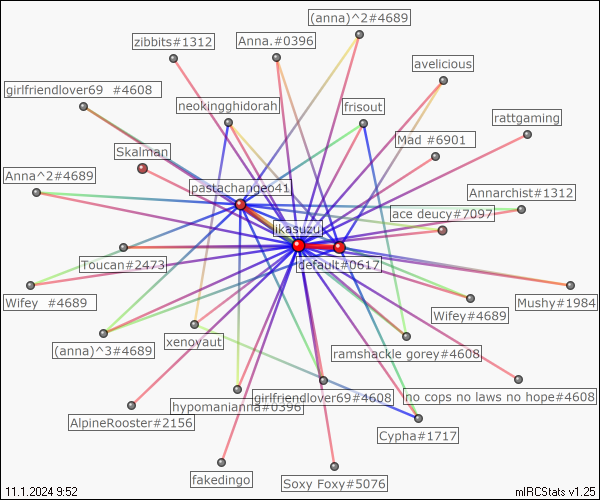 (anna)^2#4689
zibbits#1312
Anna.#0396
avelicious
girlfriendlover69   #4608
neokingghidorah
frisout
rattgaming
Mad #6901
Skalman
Anna^2#4689
pastachangeo41
Annarchist#1312
ace deucy#7097
ikasuzu
Toucan#2473
default#0617
Wifey   #4689
Mushy#1984
Wifey#4689
xenoyaut
(anna)^3#4689
ramshackle gorey#4608
girlfriendlover69#4608
no cops no laws no hope#4608
hypomanianna#0396
AlpineRooster#2156
Cypha#1717
fakedingo
Soxy Foxy#5076
11.1.2024 9:52
mIRCStats v1.25